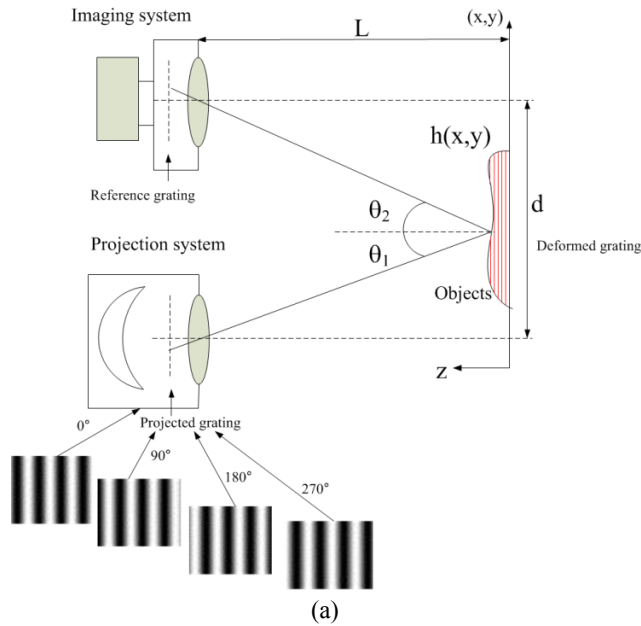 Imaging system
L
(x,y)
h(x,y)
Reference grating
θ₂
d
Projection system
θ₁
Deformed grating
Objects
z
Projected grating
0°
90°
180°
270°
(a)